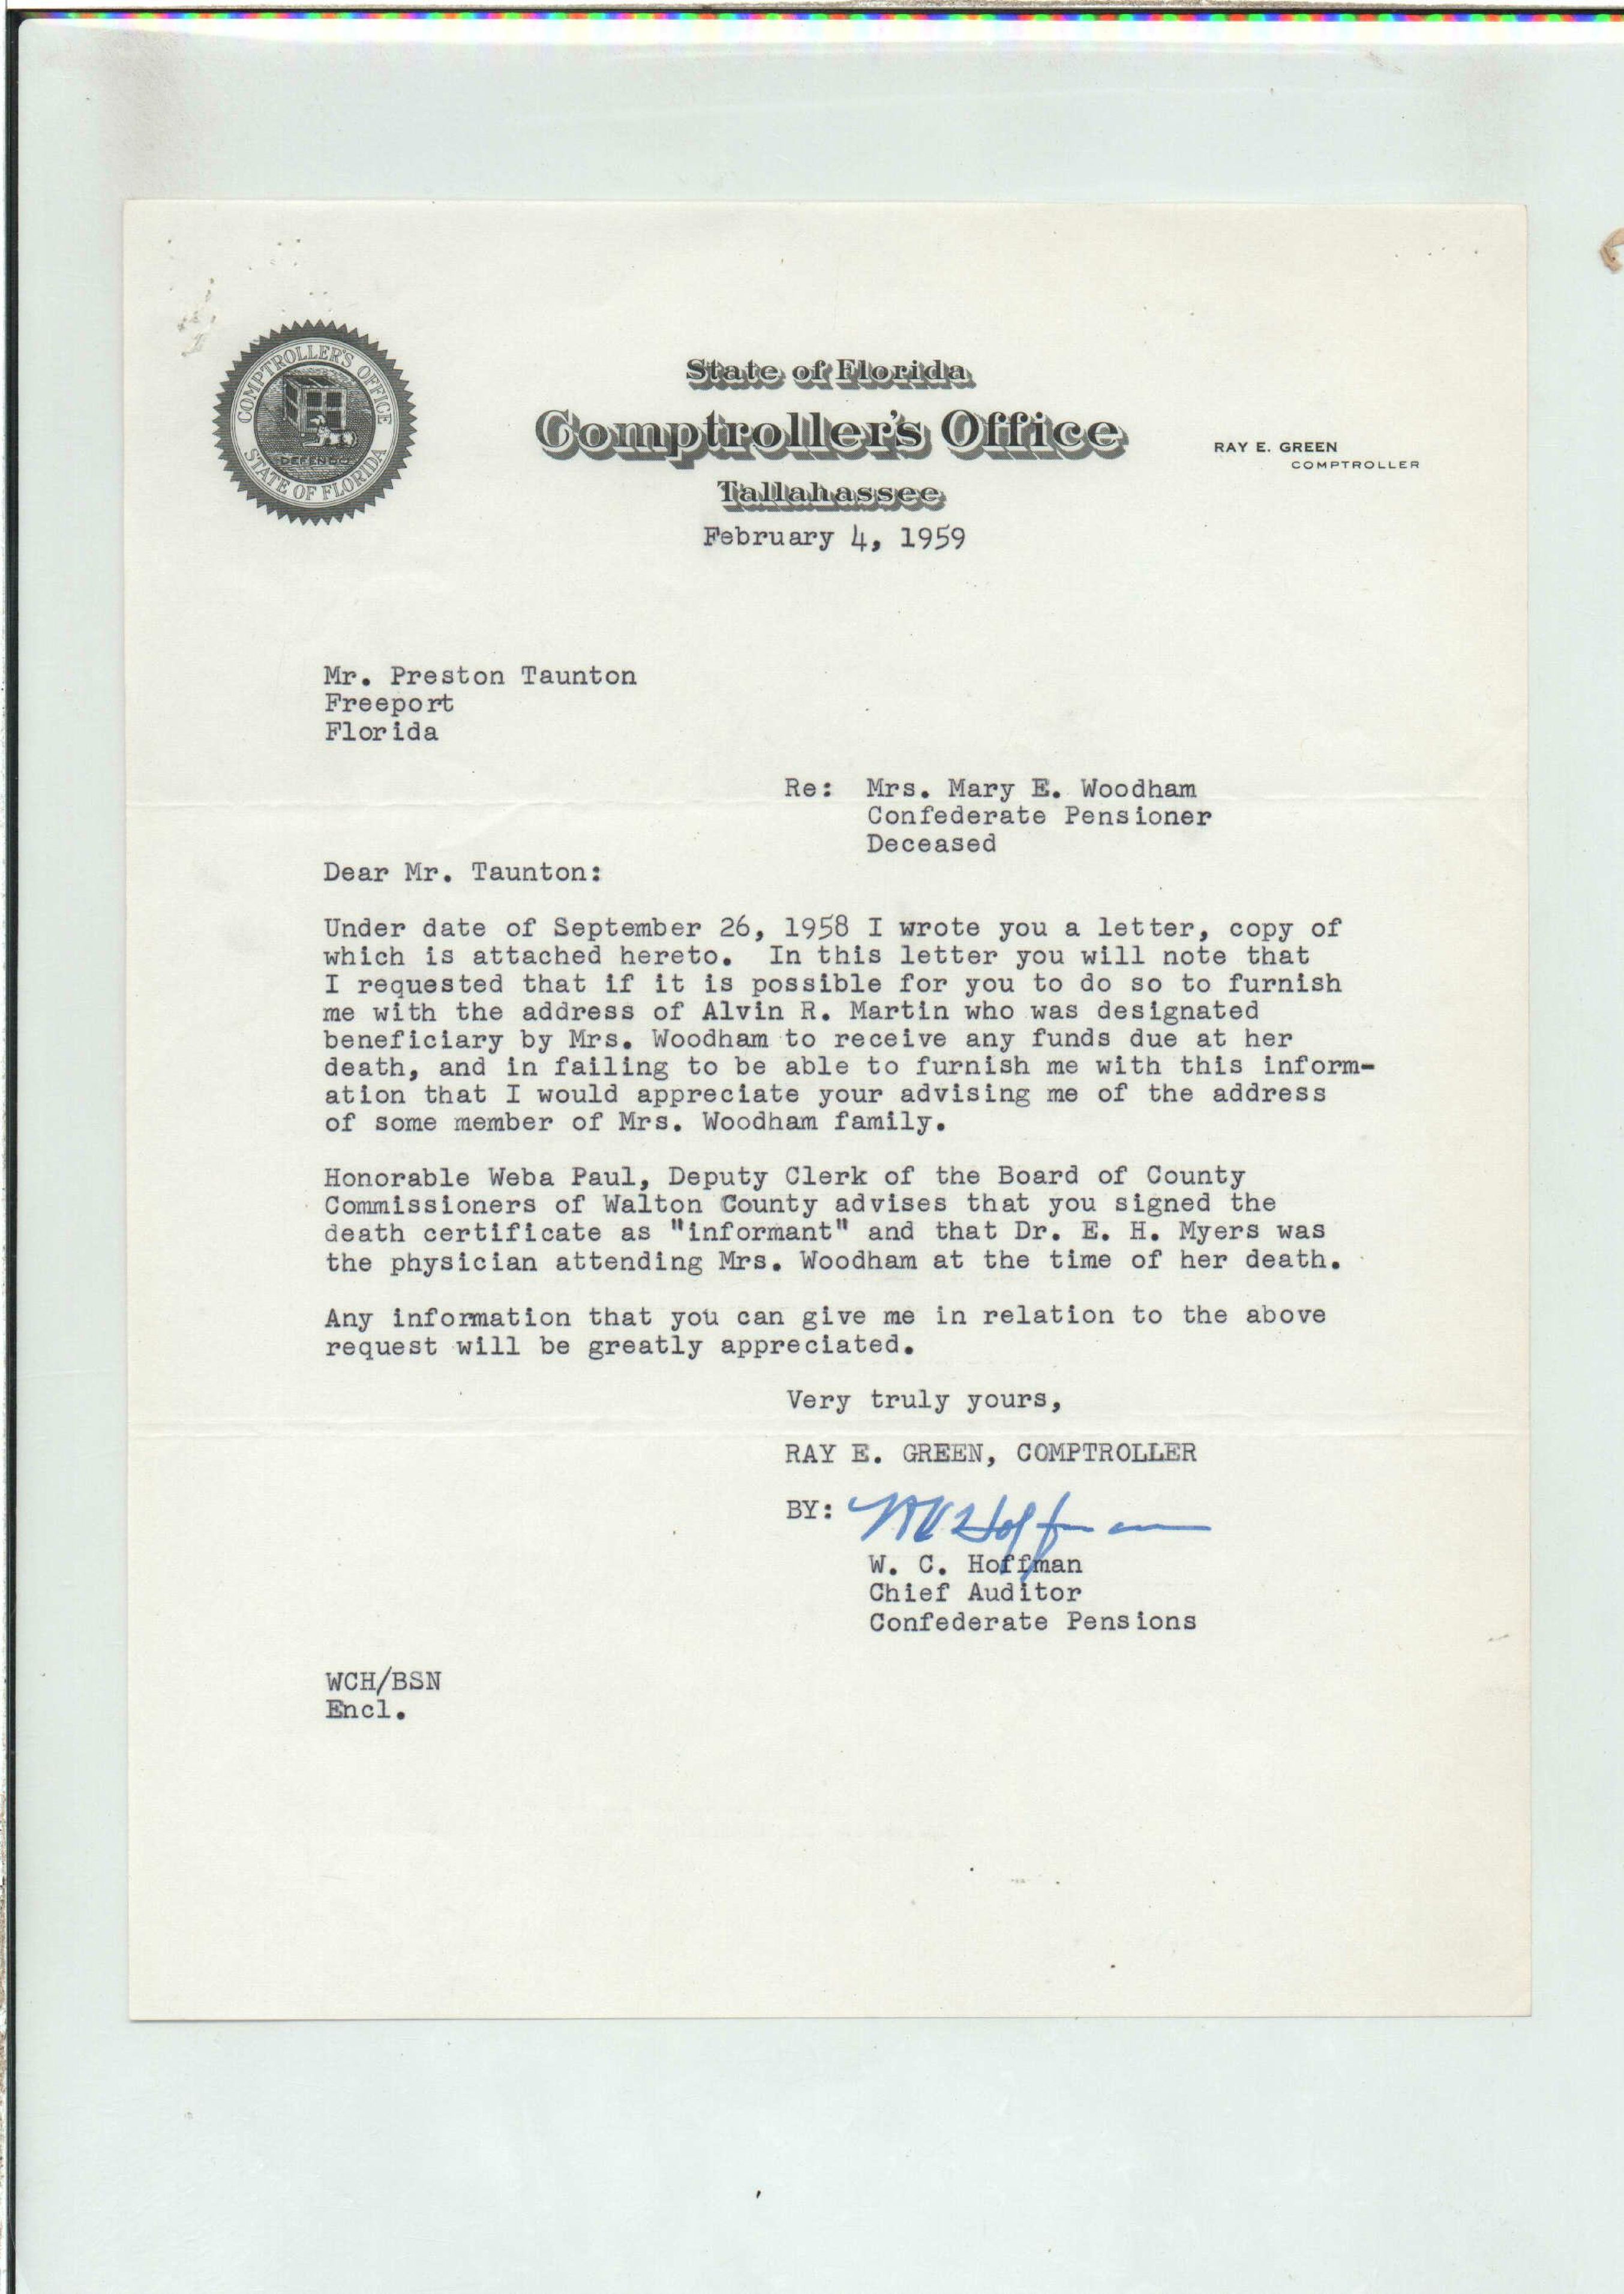 COMPTROLLER'S OFFICE
DEFENDO
STATE OF FLORIDA
State of Florida
Comptroller's Office
Tallahassee
RAY E. GREEN
COMPTROLLER
February 4, 1959
Mr. Preston Taunton
Freeport
Florida
Re: Mrs. Mary E. Woodham
Confederate Pensioner
Deceased
Dear Mr. Taunton:
Under date of September 26, 1958 I wrote you a letter, copy of
which is attached hereto. In this letter you will note that
I requested that if it is possible for you to do so to furnish
me with the address of Alvin R. Martin who was designated
beneficiary by Mrs. Woodham to receive any funds due at her
death, and in failing to be able to furnish me with this inform-
ation that I would appreciate your advising me of the address
of some member of Mrs. Woodham family.
Honorable Weba Paul, Deputy Clerk of the Board of County
Commissioners of Walton County advises that you signed the
death certificate as "informant" and that Dr. E. H. Myers was
the physician attending Mrs. Woodham at the time of her death.
Any information that you can give me in relation to the above
request will be greatly appreciated.
Very truly yours,
RAY E. GREEN, COMPTROLLER
BY: W C Hoffman
W. C. Hoffman
Chief Auditor
Confederate Pensions
WCH/BSN
Encl.